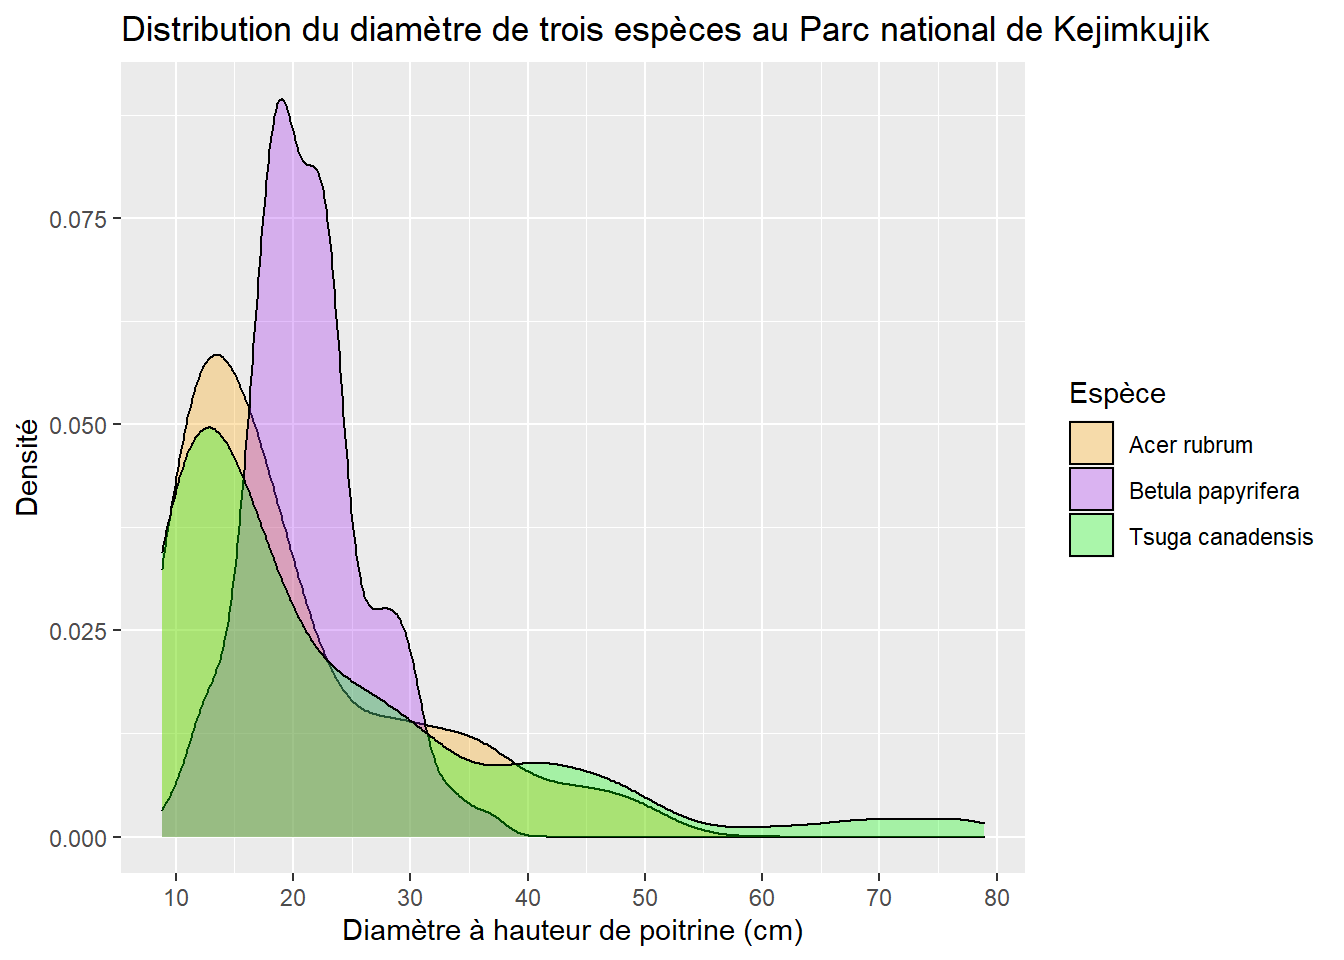 Distribution du diamètre de trois espèces au Parc national de Kejimkujik
0.075
0.050
0.025
0.000
Densité
10 20 30 40 50 60 70 80
Diamètre à hauteur de poitrine (cm)
Espèce
Acer rubrum
Betula papyrifera
Tsuga canadensis